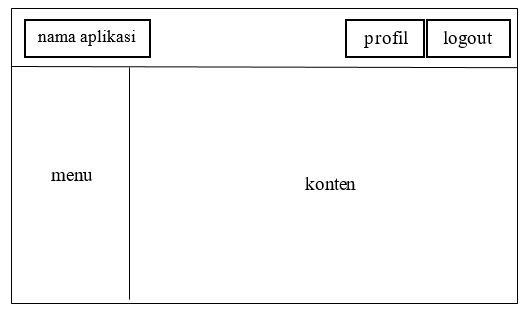 nama aplikasi
profil
logout
menu
konten